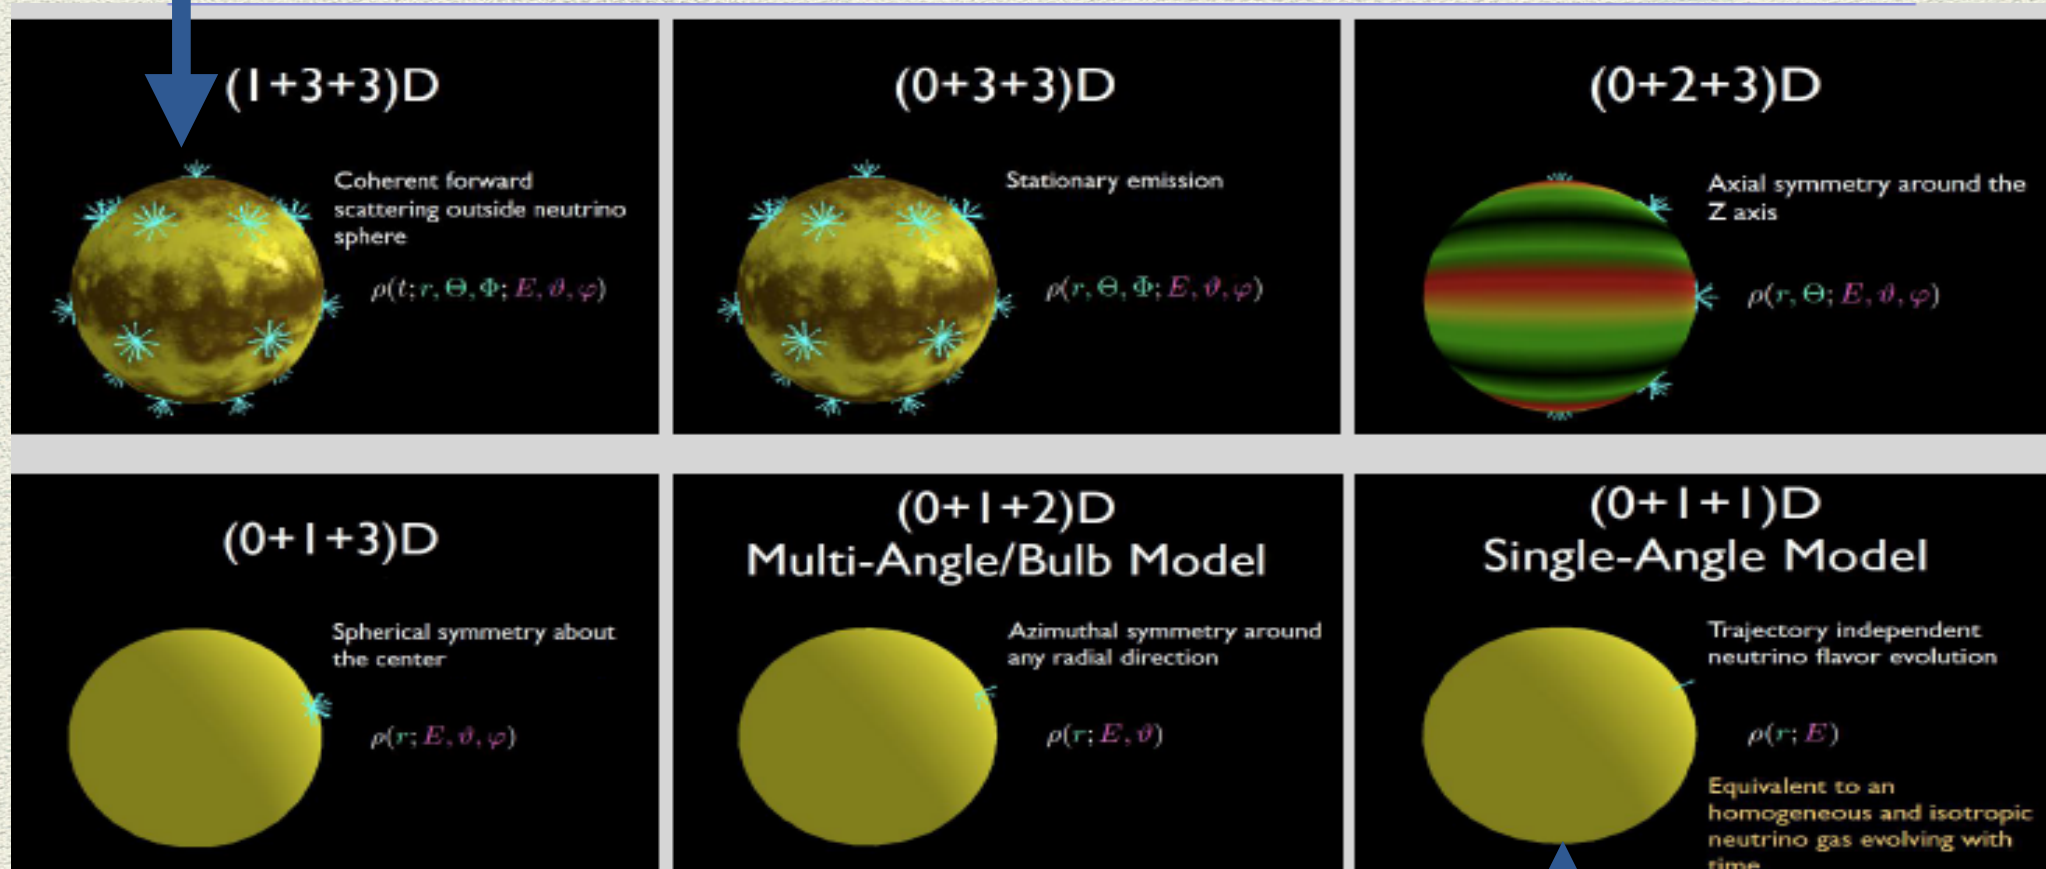 (1+3+3)D
Coherent forward
scattering outside neutrino
sphere
ρ(t; r, Θ, Φ; E, ϑ, φ)
(0+3+3)D
Stationary emission
ρ(r, Θ, Φ; E, ϑ, φ)
(0+2+3)D
Axial symmetry around the
Z axis
ρ(r, Θ; E, ϑ, φ)
(0+1+3)D
Spherical symmetry about
the center
ρ(r; E, ϑ, φ)
(0+1+2)D
Multi-Angle/Bulb Model
Azimuthal symmetry around
any radial direction
ρ(r; E, ϑ)
(0+1+1)D
Single-Angle Model
Trajectory independent
neutrino flavor evolution
ρ(r; E)
Equivalent to an
homogeneous and isotropic
neutrino gas evolving with
time